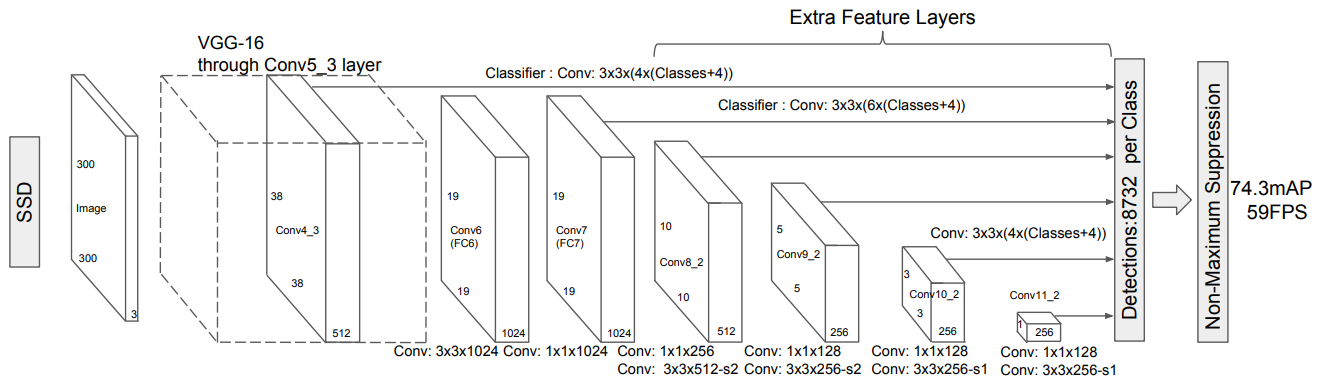 Extra Feature Layers
VGG-16
through Conv5_3 layer
Classifier : Conv: 3x3x(4x(Classes+4))
Classifier : Conv: 3x3x(6x(Classes+4))
SSD
300
Image
300
3
38
Conv4_3
38
512
19
Conv6
(FC6)
19
1024
19
Conv7
(FC7)
19
1024
10
Conv8_2
10
512
5
Conv9_2
5
256
Conv: 3x3x(4x(Classes+4))
3
Conv10_2
3
256
Conv11_2
1
256
Detections:8732 per Class
Non-Maximum Suppression
74.3mAP
59FPS
Conv: 3x3x1024
Conv: 1x1x1024
Conv: 1x1x256
Conv: 3x3x512-s2
Conv: 1x1x128
Conv: 3x3x256-s2
Conv: 1x1x128
Conv: 3x3x256-s1
Conv: 1x1x128
Conv: 3x3x256-s1